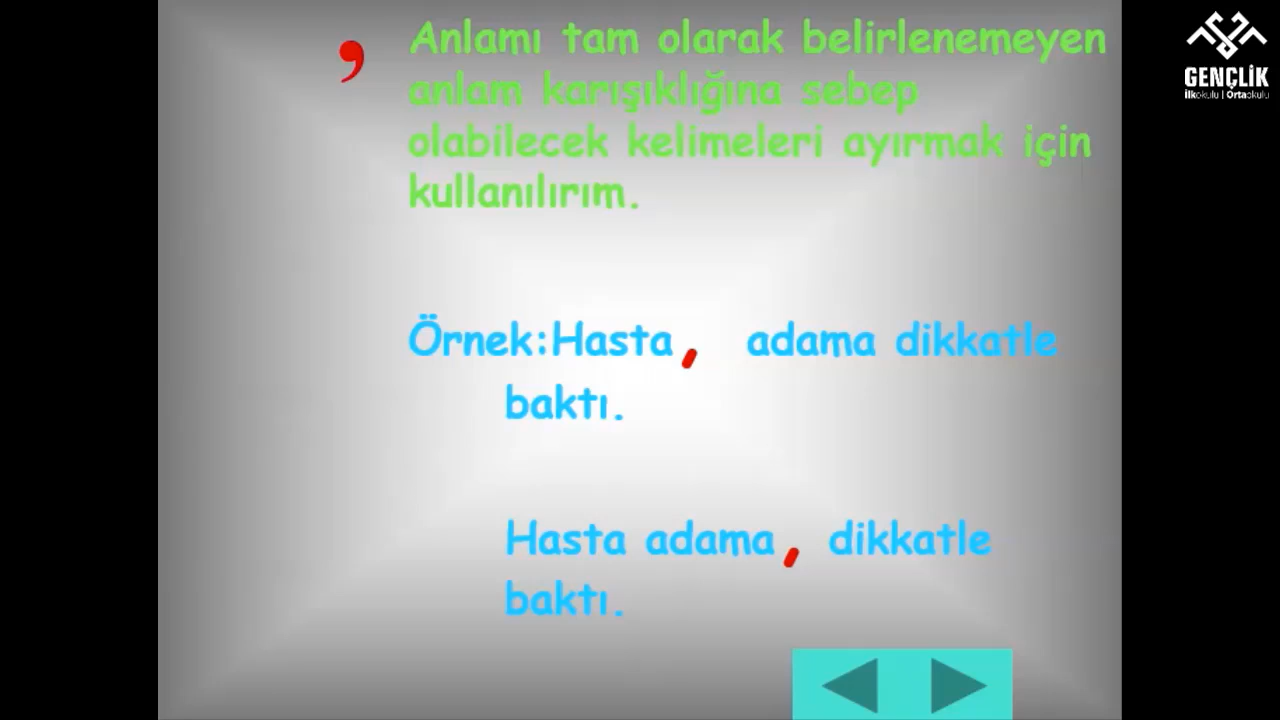 , Anlamı tam olarak belirlenemeyen
anlam karışıklığına sebep
olabilecek kelimeleri ayırmak için
kullanılırım.
Örnek:Hasta, adama dikkatle
baktı.
Hasta adama, dikkatle
baktı.
GENÇLİK
İlkokulu | Ortaokulu